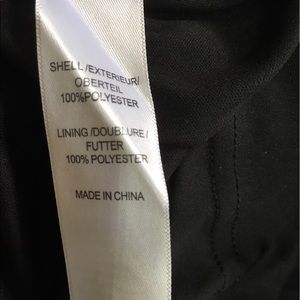 SHELL /EXTERIEUR/
OBERTEIL
100%POLYESTER
LINING /DOUBLURE /
FUTTER
100% POLYESTER
MADE IN CHINA